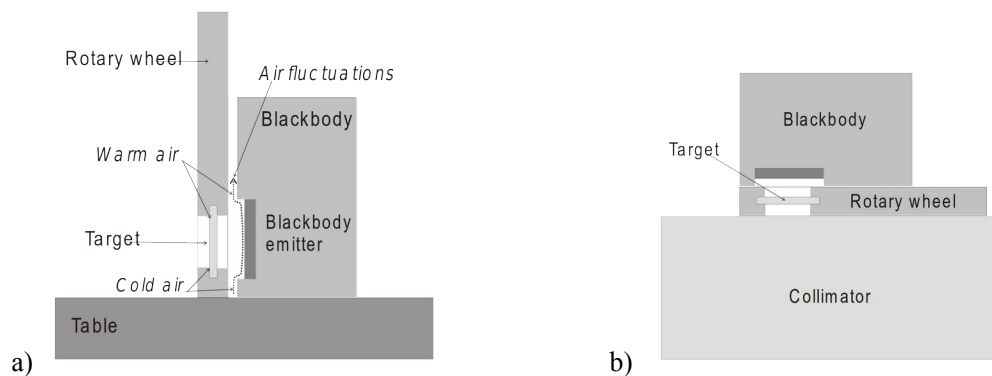 Rotary wheel
Air fluctuations
Blackbody
Warm air
Blackbody
emitter
Target
Cold air
Table
a)
Blackbody
Target
Rotary wheel
Collimator
b)